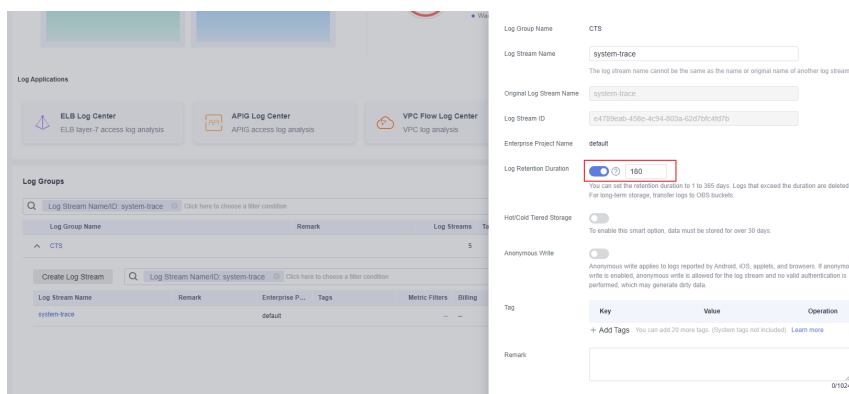 Log Applications
ELB Log Center
ELB layer-7 access log analysis
APIG Log Center
APIG access log analysis
VPC Flow Log Center
VPC log analysis
Log Groups
Log Stream Name/ID: system-trace
Click here to choose a filter condition
Log Group Name
Remark
Log Streams
To
CTS
5
Create Log Stream
Log Stream Name/ID: system-trace
Click here to choose a filter condition
Log Stream Name
Remark
Enterprise P...
Tags
Metric Filters
Billing
system-trace
default
--
--
Log Group Name
CTS
Log Stream Name
system-trace
The log stream name cannot be the same as the name or original name of another log stream
Original Log Stream Name
system-trace
Log Stream ID
Enterprise Project Name
default
Log Retention Duration
180
You can set the retention duration to 1 to 365 days. Logs that exceed the duration are deleted
For long-term storage, transfer logs to OBS buckets.
Hot/Cold Tiered Storage
To enable this smart option, data must be stored for over 30 days.
Anonymous Write
Anonymous write applies to logs reported by Android, iOS, applets, and browsers. If anonymo
write is enabled, anonymous write is allowed for the log stream and no valid authentication is
performed, which may generate dirty data.
Tag
Key
Value
Operation
+ Add Tags
You can add 20 more tags. (System tags not included)
Learn more
Remark
0/1024